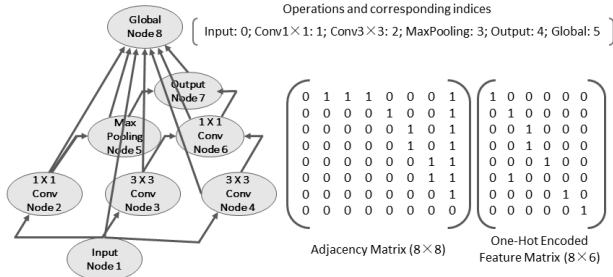 Operations and corresponding indices
Input: 0; Conv1×1: 1; Conv3×3: 2; MaxPooling: 3; Output: 4; Global: 5
Global
Node 8
Output
Node 7
Max
Pooling
Node 5
1 X 1
Conv
Node 6
1 X 1
Conv
Node 2
3 X 3
Conv
Node 3
3 X 3
Conv
Node 4
Input
Node 1
0 1 1 1 0 0 0 1
0 0 0 0 1 0 0 1
0 0 0 0 0 1 0 1
0 0 0 0 0 1 0 1
0 0 0 0 0 0 1 1
0 0 0 0 0 0 1 1
0 0 0 0 0 0 0 1
0 0 0 0 0 0 0 0
Adjacency Matrix (8×8)
1 0 0 0 0 0
0 1 0 0 0 0
0 0 1 0 0 0
0 0 1 0 0 0
0 0 0 1 0 0
0 1 0 0 0 0
0 0 0 0 1 0
0 0 0 0 0 1
One-Hot Encoded
Feature Matrix (8×6)